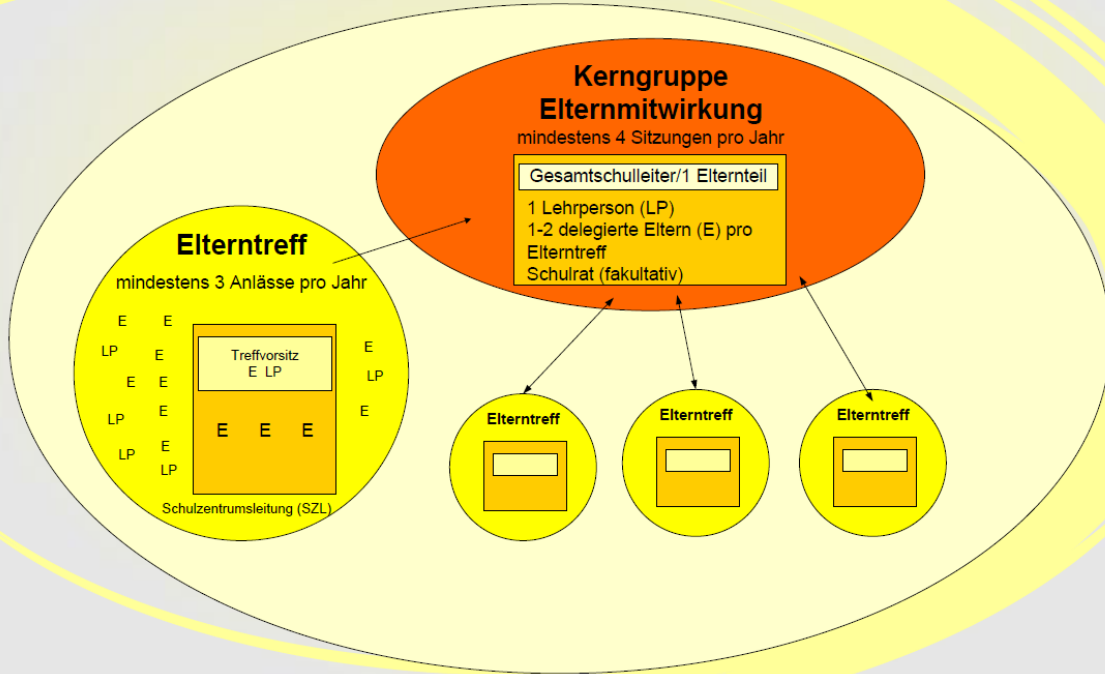 Kerngruppe
Elternmitwirkung
mindestens 4 Sitzungen pro Jahr
Gesamtschulleiter/1 Elternteil
1 Lehrperson (LP)
1-2 delegierte Eltern (E) pro
Elterntreff
Schulrat (fakultativ)
Elterntreff
mindestens 3 Anlässe pro Jahr
E E
LP E
E E
LP E
LP E
LP
Treffvorsitz
E LP
E E E
E
LP
E
Schulzentrumsleitung (SZL)
Elterntreff
Elterntreff
Elterntreff